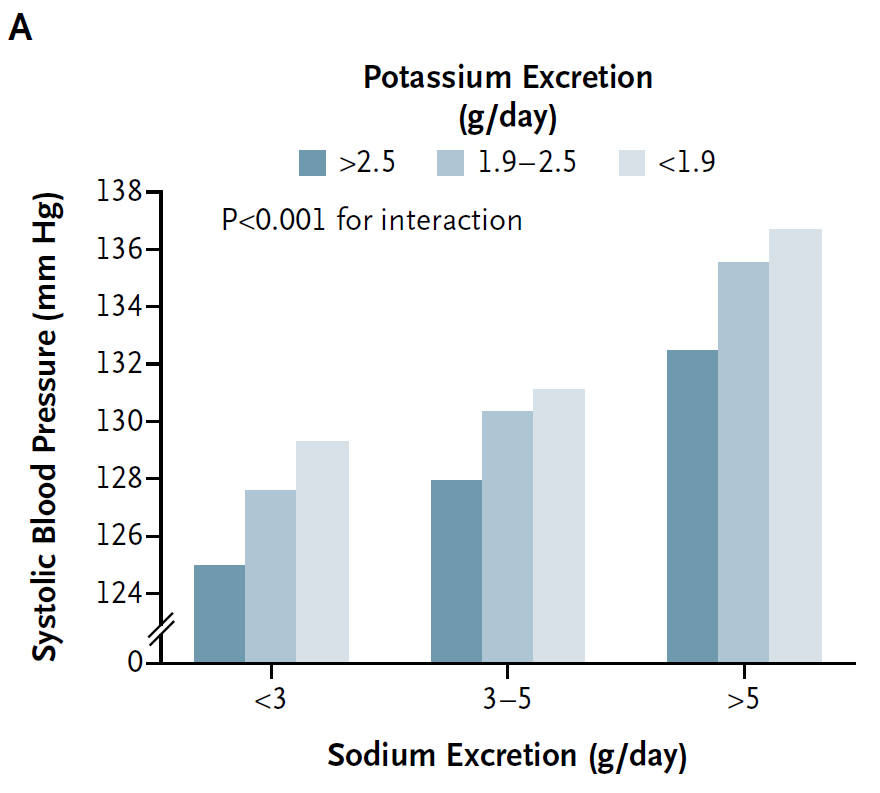 A
Potassium Excretion
(g/day)
>2.5 1.9–2.5 <1.9
P<0.001 for interaction
Systolic Blood Pressure (mm Hg)
138
136
134
132
130
128
126
124
0
<3 3–5 >5
Sodium Excretion (g/day)